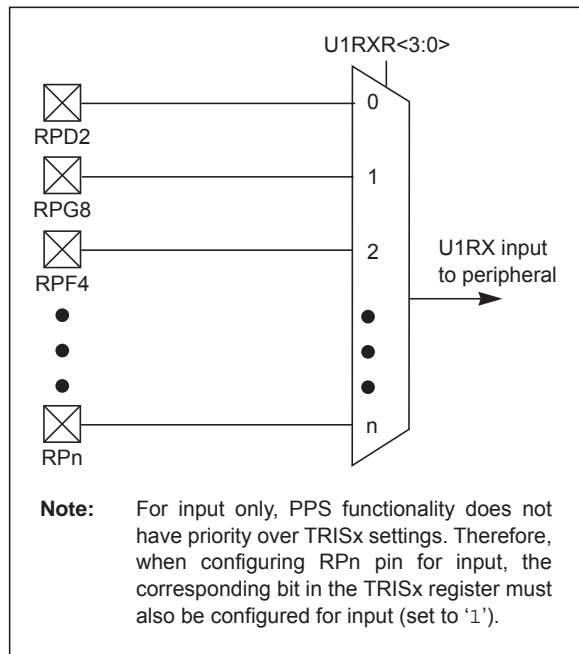 U1RXR<3:0>
RPD2
0
RPG8
1
RPF4
2
U1RX input
to peripheral
RPn
n
Note: For input only, PPS functionality does not
have priority over TRISx settings. Therefore,
when configuring RPn pin for input, the
corresponding bit in the TRISx register must
also be configured for input (set to ‘1’).